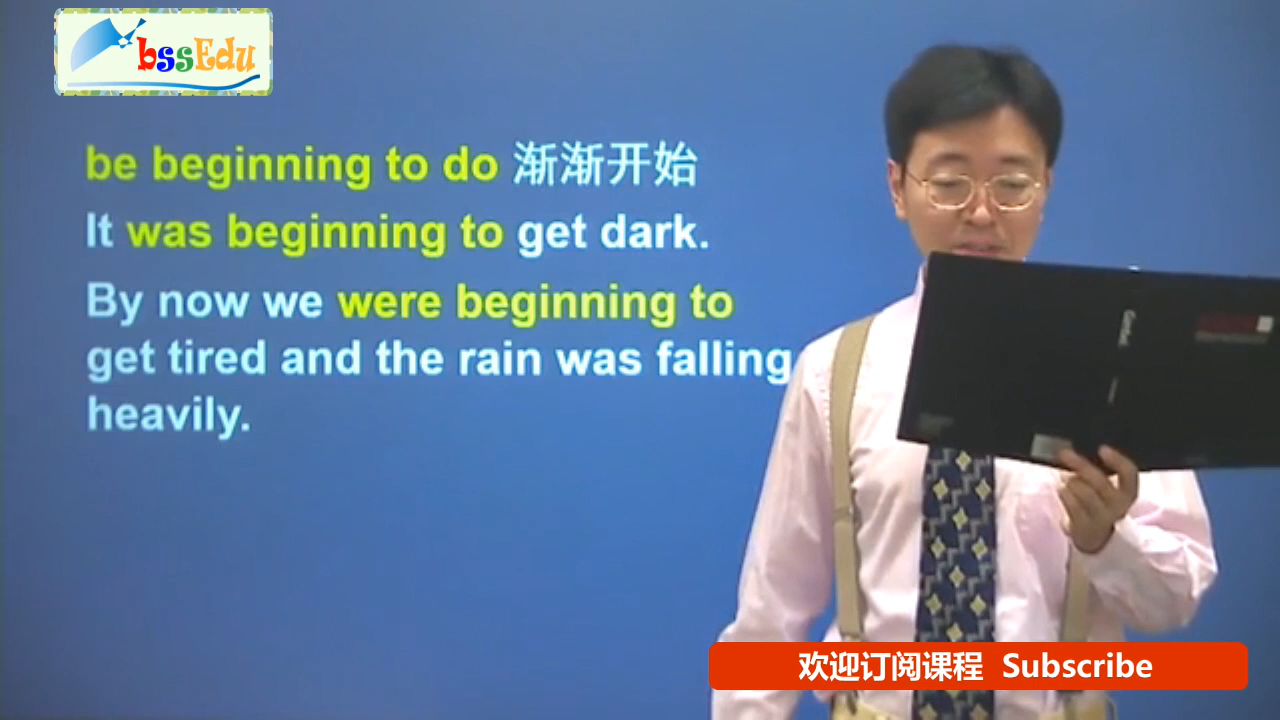 bssEdu
be beginning to do 渐渐开始
It was beginning to get dark.
By now we were beginning to
get tired and the rain was falling
heavily.
欢迎订阅课程 Subscribe